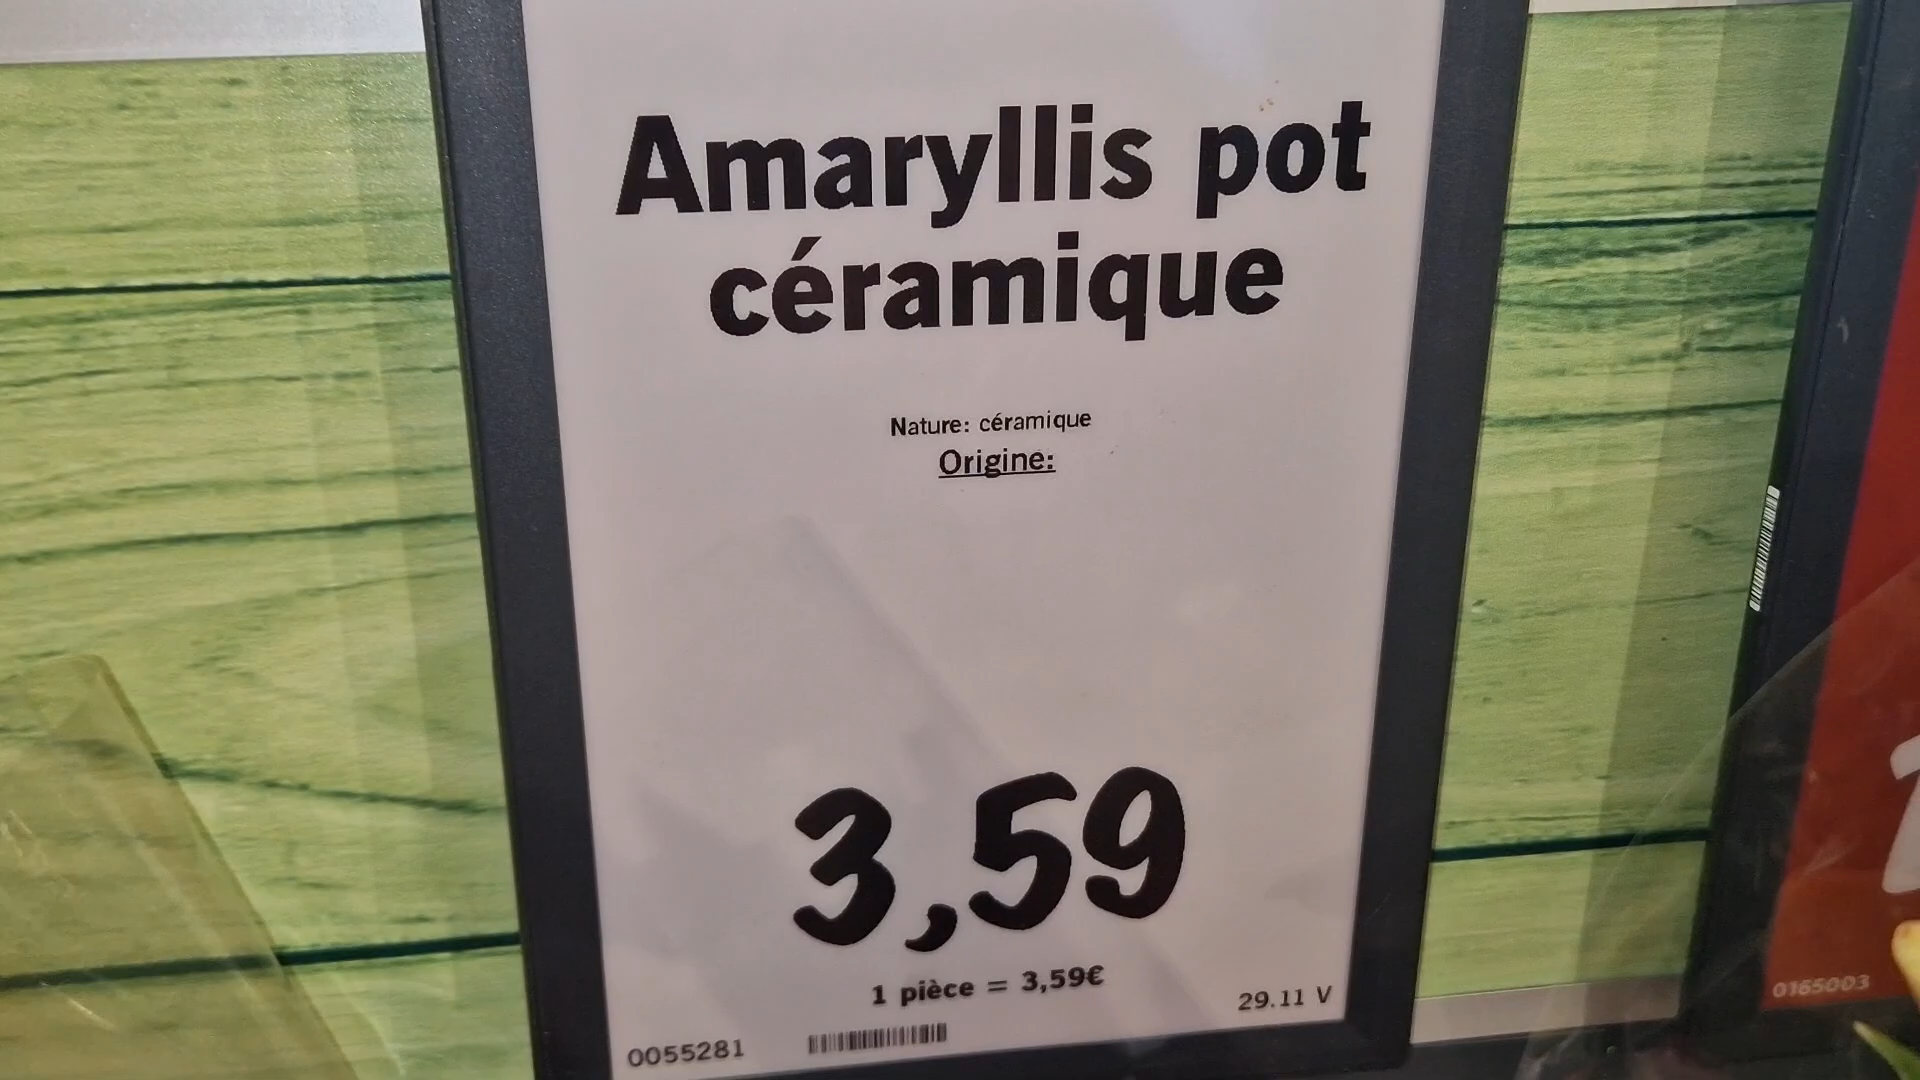 Amaryllis pot
céramique
Nature: céramique
Origine:
3,59
1 pièce = 3,59€
29.11 V
0055281
0165003